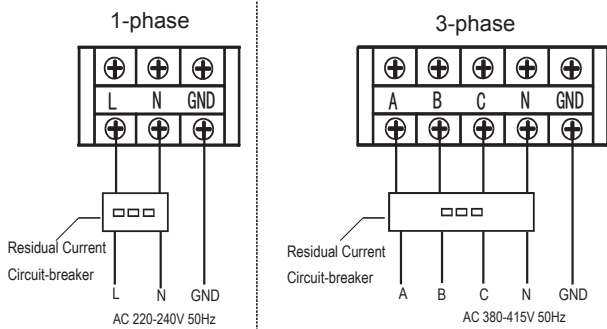 1-phase
L N GND
Residual Current
Circuit-breaker
L N GND
AC 220-240V 50Hz
3-phase
A B C N GND
Residual Current
Circuit-breaker
A B C N GND
AC 380-415V 50Hz